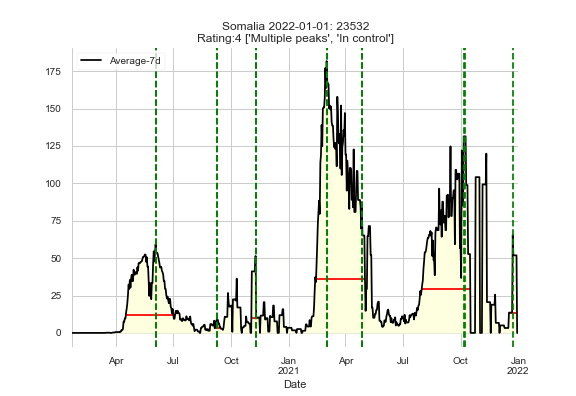 Somalia 2022-01-01: 23532
Rating:4 ['Multiple peaks', 'In control']
Average-7d
175
150
125
100
75
50
25
0
Apr Jul Oct Jan Apr Jul Oct Jan
2021 2022
Date